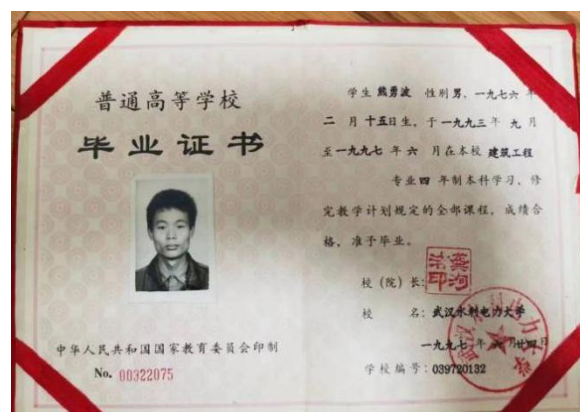 普通高等学校
毕业证书
中华人民共和国国家教育委员会印制
No. 00322075
学生 熊勇波 性别男，一九七六 年
二 月 十五日生，于一九九三年 九 月
至一九九七 年 六 月在本校 建筑工程
专业四 年制本科学习，修
完教学计划规定的全部课程，成绩合
格，准予毕业。
校（院）长：
校 名：武汉水利电力大学
一九九七 年 六 月廿四日
学校编号：039720132